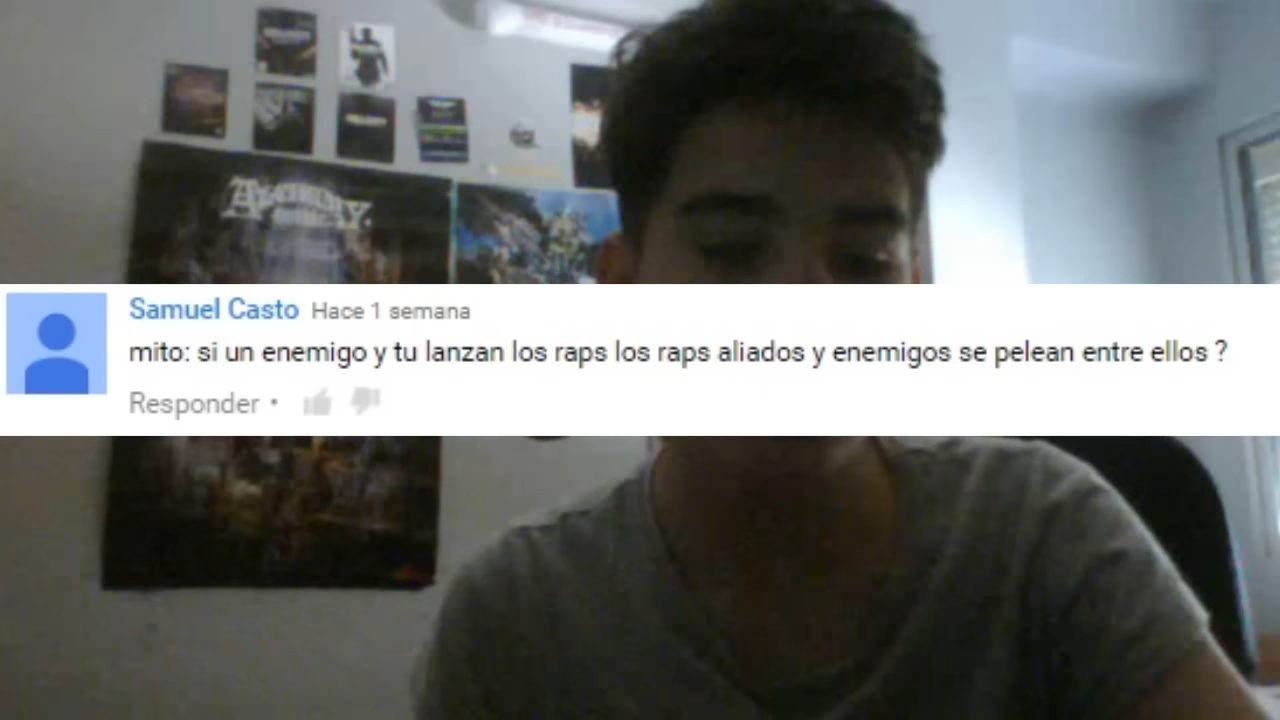 Samuel Casto Hace 1 semana
mito: si un enemigo y tu lanzan los raps los raps aliados y enemigos se pelean entre ellos ?
Responder •